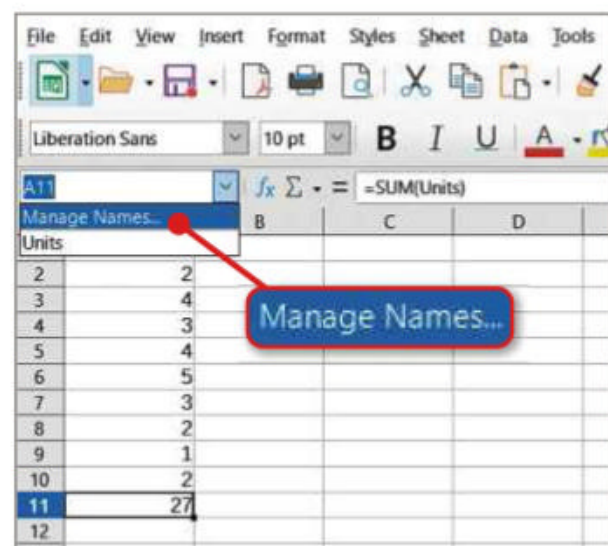 File Edit View Insert Format Styles Sheet Data Tools
Liberation Sans 10 pt B I U A
A11 fx Σ = =SUM(Units)
Manage Names... B C D
Units
2 2
3 4
4 3
Manage Names...
5 4
6 5
7 3
8 2
9 1
10 2
11 27
12